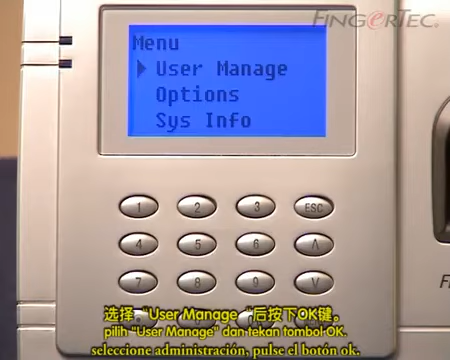 FINGERTEC
Menu
User Manage
Options
Sys Info
1 2 3 ESC
4 5 6 Λ
7 8 9 V
选择 "User Manage "后按下OK键。
pilih "User Manage" dan tekan tombol OK.
seleccione administración, pulse el botón ok.